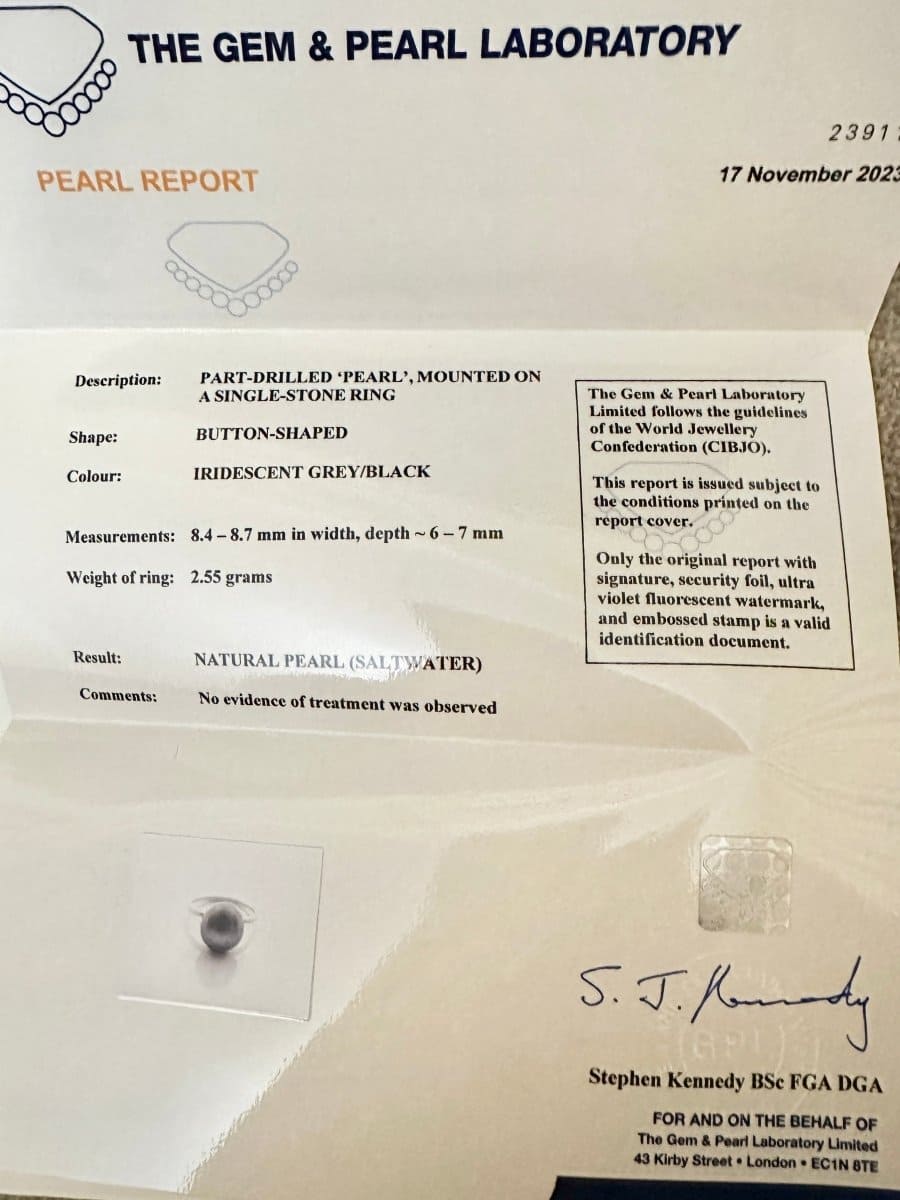 THE GEM & PEARL LABORATORY
2391
PEARL REPORT
17 November 2023
Description: PART-DRILLED ‘PEARL’, MOUNTED ON
A SINGLE-STONE RING
Shape: BUTTON-SHAPED
Colour: IRIDESCENT GREY/BLACK
Measurements: 8.4 – 8.7 mm in width, depth ~ 6 – 7 mm
Weight of ring: 2.55 grams
Result: NATURAL PEARL (SALTWATER)
Comments: No evidence of treatment was observed
The Gem & Pearl Laboratory
Limited follows the guidelines
of the World Jewellery
Confederation (CIBJO).
This report is issued subject to
the conditions printed on the
report cover.
Only the original report with
signature, security foil, ultra
violet fluorescent watermark,
and embossed stamp is a valid
identification document.
S. J. Kennedy
GPL
Stephen Kennedy BSc FGA DGA
FOR AND ON THE BEHALF OF
The Gem & Pearl Laboratory Limited
43 Kirby Street • London • EC1N 8TE